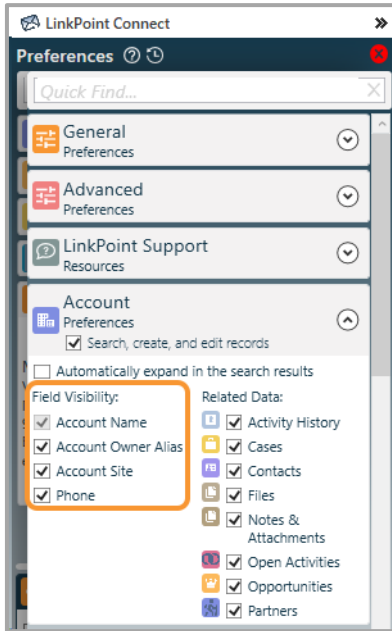 LinkPoint Connect
Preferences
Quick Find...
General
Preferences
Advanced
Preferences
LinkPoint Support
Resources
Account
Preferences
Search, create, and edit records
Automatically expand in the search results
Field Visibility:
Account Name
Account Owner Alias
Account Site
Phone
Related Data:
Activity History
Cases
Contacts
Files
Notes &
Attachments
Open Activities
Opportunities
Partners